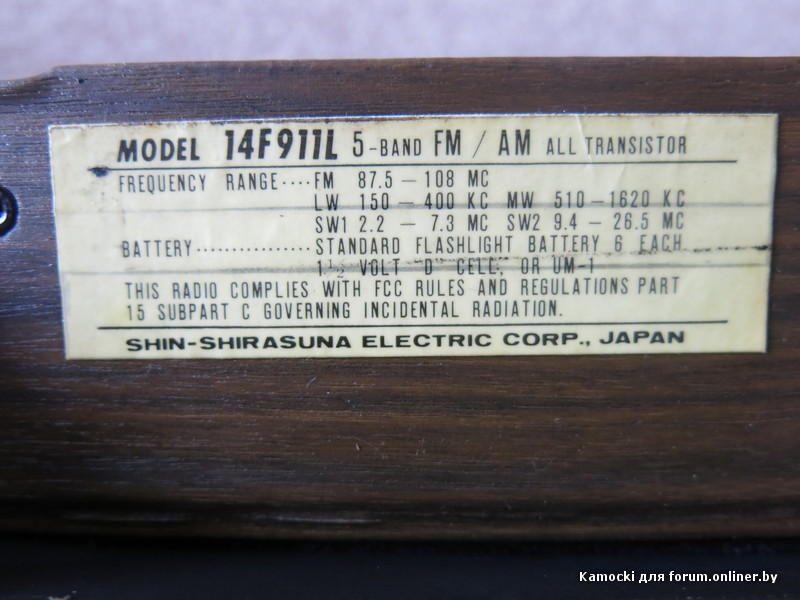 MODEL 14F911L 5-BAND FM / AM ALL TRANSISTOR
FREQUENCY RANGE····FM 87.5 — 108 MC
LW 150 — 400 KC MW 510-1620 KC
SW1 2.2 — 7.3 MC SW2 9.4 — 26.5 MC
BATTERY···············STANDARD FLASHLIGHT BATTERY 6 EACH
1½ VOLT "D" CELL, OR UM-1
THIS RADIO COMPLIES WITH FCC RULES AND REGULATIONS PART
15 SUBPART C GOVERNING INCIDENTAL RADIATION.
SHIN-SHIRASUNA ELECTRIC CORP., JAPAN
Kamocki для forum.onliner.by